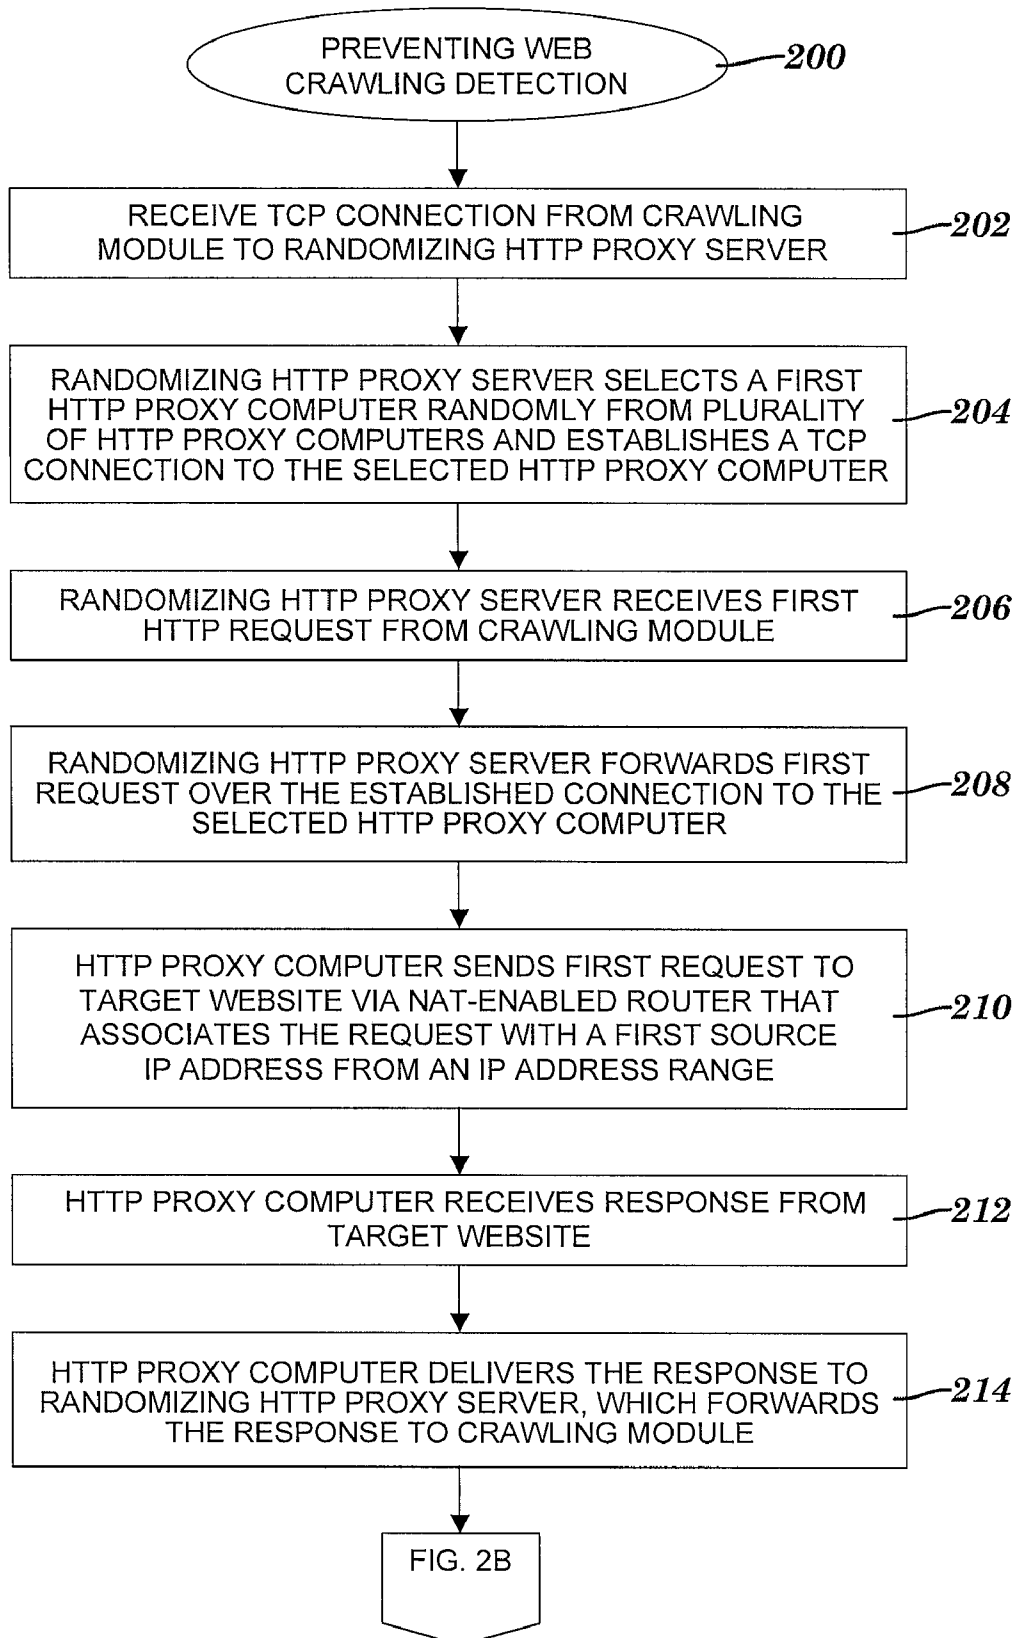 PREVENTING WEB
CRAWLING DETECTION
200
RECEIVE TCP CONNECTION FROM CRAWLING
MODULE TO RANDOMIZING HTTP PROXY SERVER
202
RANDOMIZING HTTP PROXY SERVER SELECTS A FIRST
HTTP PROXY COMPUTER RANDOMLY FROM PLURALITY
OF HTTP PROXY COMPUTERS AND ESTABLISHES A TCP
CONNECTION TO THE SELECTED HTTP PROXY COMPUTER
204
RANDOMIZING HTTP PROXY SERVER RECEIVES FIRST
HTTP REQUEST FROM CRAWLING MODULE
206
RANDOMIZING HTTP PROXY SERVER FORWARDS FIRST
REQUEST OVER THE ESTABLISHED CONNECTION TO THE
SELECTED HTTP PROXY COMPUTER
208
HTTP PROXY COMPUTER SENDS FIRST REQUEST TO
TARGET WEBSITE VIA NAT-ENABLED ROUTER THAT
ASSOCIATES THE REQUEST WITH A FIRST SOURCE
IP ADDRESS FROM AN IP ADDRESS RANGE
210
HTTP PROXY COMPUTER RECEIVES RESPONSE FROM
TARGET WEBSITE
212
HTTP PROXY COMPUTER DELIVERS THE RESPONSE TO
RANDOMIZING HTTP PROXY SERVER, WHICH FORWARDS
THE RESPONSE TO CRAWLING MODULE
214
FIG. 2B